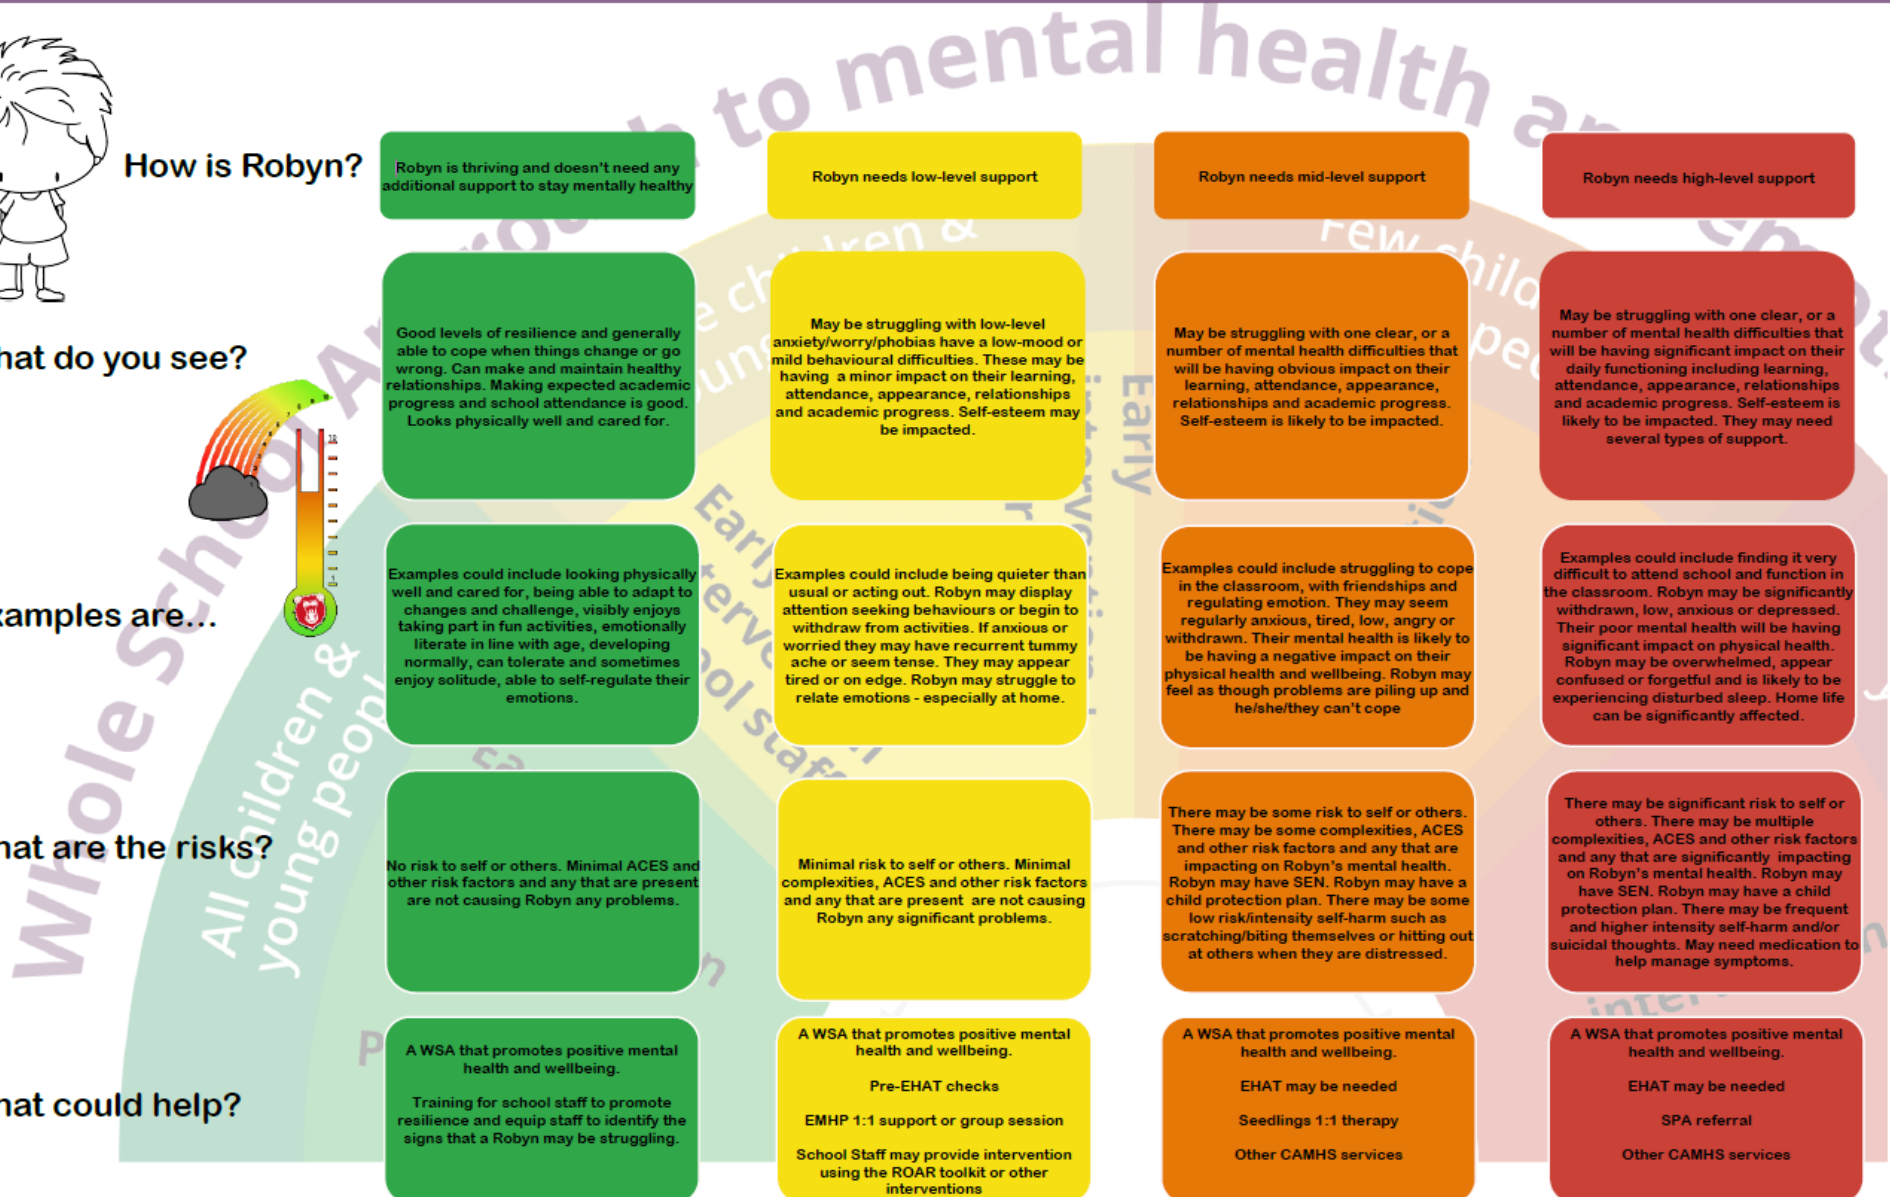 How is Robyn?
Robyn is thriving and doesn't need any
additional support to stay mentally healthy
Robyn needs low-level support
Robyn needs mid-level support
Robyn needs high-level support
hat do you see?
Good levels of resilience and generally
able to cope when things change or go
wrong. Can make and maintain healthy
relationships. Making expected academic
progress and school attendance is good.
Looks physically well and cared for.
May be struggling with low-level
anxiety/worry/phobias have a low-mood or
mild behavioural difficulties. These may be
having a minor impact on their learning,
attendance, appearance, relationships
and academic progress. Self-esteem may
be impacted.
May be struggling with one clear, or a
number of mental health difficulties that
will be having obvious impact on their
learning, attendance, appearance,
relationships and academic progress.
Self-esteem is likely to be impacted.
May be struggling with one clear, or a
number of mental health difficulties that
will be having significant impact on their
daily functioning including learning,
attendance, appearance, relationships
and academic progress. Self-esteem is
likely to be impacted. They may need
several types of support.
xamples are...
Examples could include looking physically
well and cared for, being able to adapt to
changes and challenge, visibly enjoys
taking part in fun activities, emotionally
literate in line with age, developing
normally, can tolerate and sometimes
enjoy solitude, able to self-regulate their
emotions.
Examples could include being quieter than
usual or acting out. Robyn may display
attention seeking behaviours or begin to
withdraw from activities. If anxious or
worried they may have recurrent tummy
ache or seem tense. They may appear
tired or on edge. Robyn may struggle to
relate emotions - especially at home.
Examples could include struggling to cope
in the classroom, with friendships and
regulating emotion. They may seem
regularly anxious, tired, low, angry or
withdrawn. Their mental health is likely to
be having a negative impact on their
physical health and wellbeing. Robyn may
feel as though problems are piling up and
he/she/they can't cope
Examples could include finding it very
difficult to attend school and function in
the classroom. Robyn may be significantly
withdrawn, low, anxious or depressed.
Their poor mental health will be having
significant impact on physical health.
Robyn may be overwhelmed, appear
confused or forgetful and is likely to be
experiencing disturbed sleep. Home life
can be significantly affected.
hat are the risks?
No risk to self or others. Minimal ACES and
other risk factors and any that are present
are not causing Robyn any problems.
Minimal risk to self or others. Minimal
complexities, ACES and other risk factors
and any that are present are not causing
Robyn any significant problems.
There may be some risk to self or others.
There may be some complexities, ACES
and other risk factors and any that are
impacting on Robyn's mental health.
Robyn may have SEN. Robyn may have a
child protection plan. There may be some
low risk/intensity self-harm such as
scratching/biting themselves or hitting out
at others when they are distressed.
There may be significant risk to self or
others. There may be multiple
complexities, ACES and other risk factors
and any that are significantly impacting
on Robyn's mental health. Robyn may
have SEN. Robyn may have a child
protection plan. There may be frequent
and higher intensity self-harm and/or
suicidal thoughts. May need medication to
help manage symptoms.
hat could help?
A WSA that promotes positive mental
health and wellbeing.
Training for school staff to promote
resilience and equip staff to identify the
signs that a Robyn may be struggling.
A WSA that promotes positive mental
health and wellbeing.
Pre-EHAT checks
EMHP 1:1 support or group session
School Staff may provide intervention
using the ROAR toolkit or other
interventions
A WSA that promotes positive mental
health and wellbeing.
EHAT may be needed
Seedlings 1:1 therapy
Other CAMHS services
A WSA that promotes positive mental
health and wellbeing.
EHAT may be needed
SPA referral
Other CAMHS services
Whole School to mental health
All children &
young people
Early